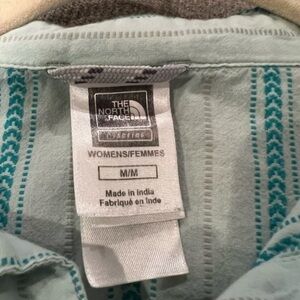 THE
NORTH
FACE
WOMENS/FEMMES
M/M
Made in India
Fabriqué en Inde